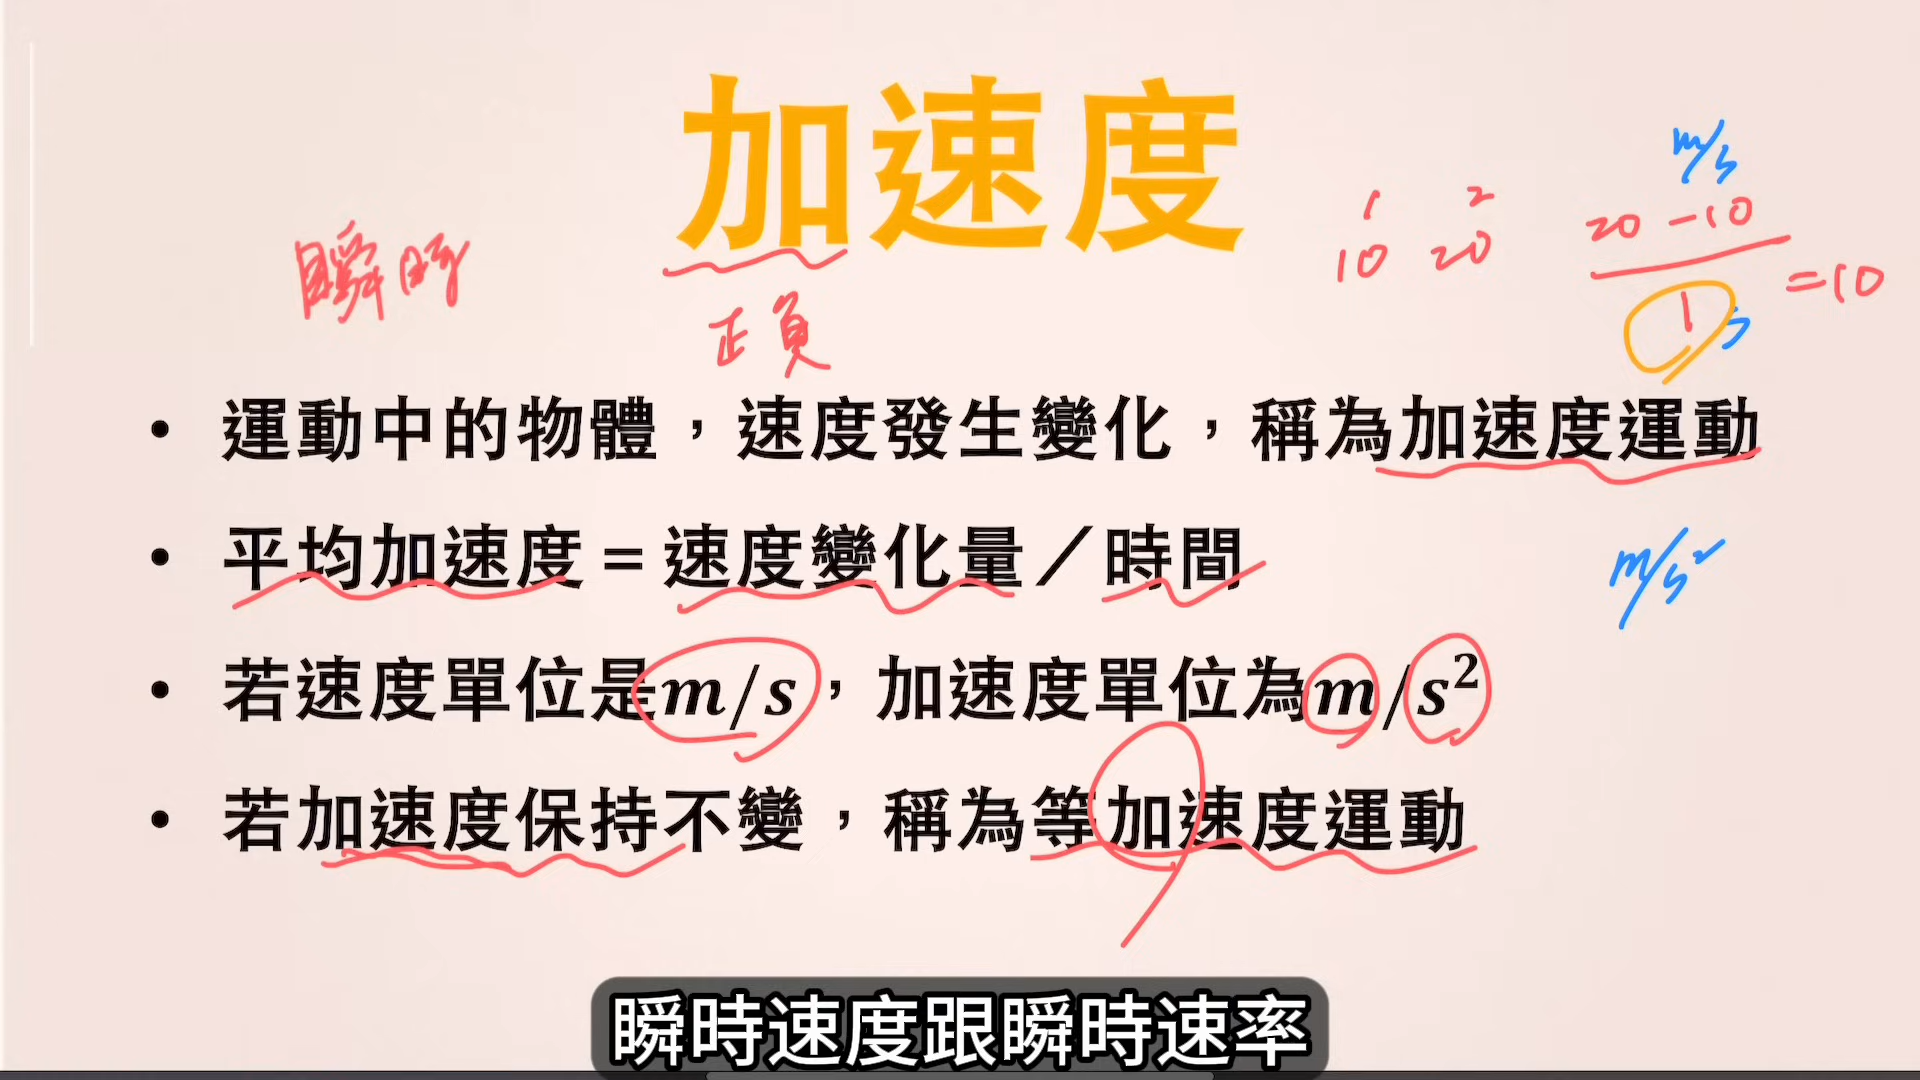 加速度
m/s
1 2
10 20
20-10
1 s
=10
瞬時
正負
• 運動中的物體，速度發生變化，稱為加速度運動
• 平均加速度=速度變化量／時間
m/s²
• 若速度單位是m/s，加速度單位為m/s²
• 若加速度保持不變，稱為等加速度運動
瞬時速度跟瞬時速率